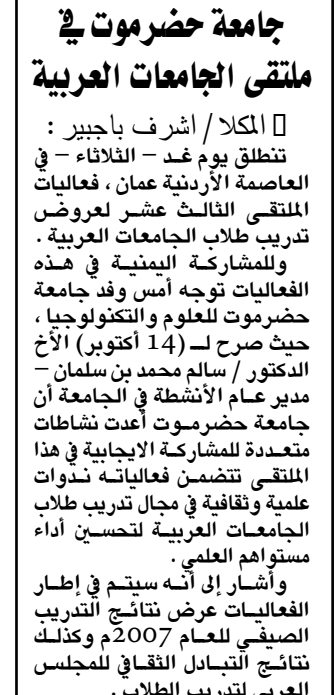 جامعة حضرموت في
ملتقى الجامعات العربية
▯ المكلا / اشرف باجبير :
تنطلق يوم غد – الثلاثاء – في
العاصمة الأردنية عمان ، فعاليات
الملتقى الثالث عشر لعروض
تدريب طلاب الجامعات العربية .
وللمشاركة اليمنية في هذه
الفعاليات توجه أمس وفد جامعة
حضرموت للعلوم والتكنولوجيا ،
حيث صرح لـ (14 أكتوبر) الأخ
الدكتور / سالم محمد بن سلمان –
مدير عام الأنشطة في الجامعة أن
جامعة حضرموت أعدت نشاطات
متعددة للمشاركة الايجابية في هذا
الملتقى تتضمن فعالياته ندوات
علمية وثقافية في مجال تدريب طلاب
الجامعات العربية لتحسين أداء
مستواهم العلمي .
وأشار إلى أنه سيتم في إطار
الفعاليات عرض نتائج التدريب
الصيفي للعام 2007م وكذلك
نتائج التبادل الثقافي للمجلس
العربي لتدريب الطلاب .